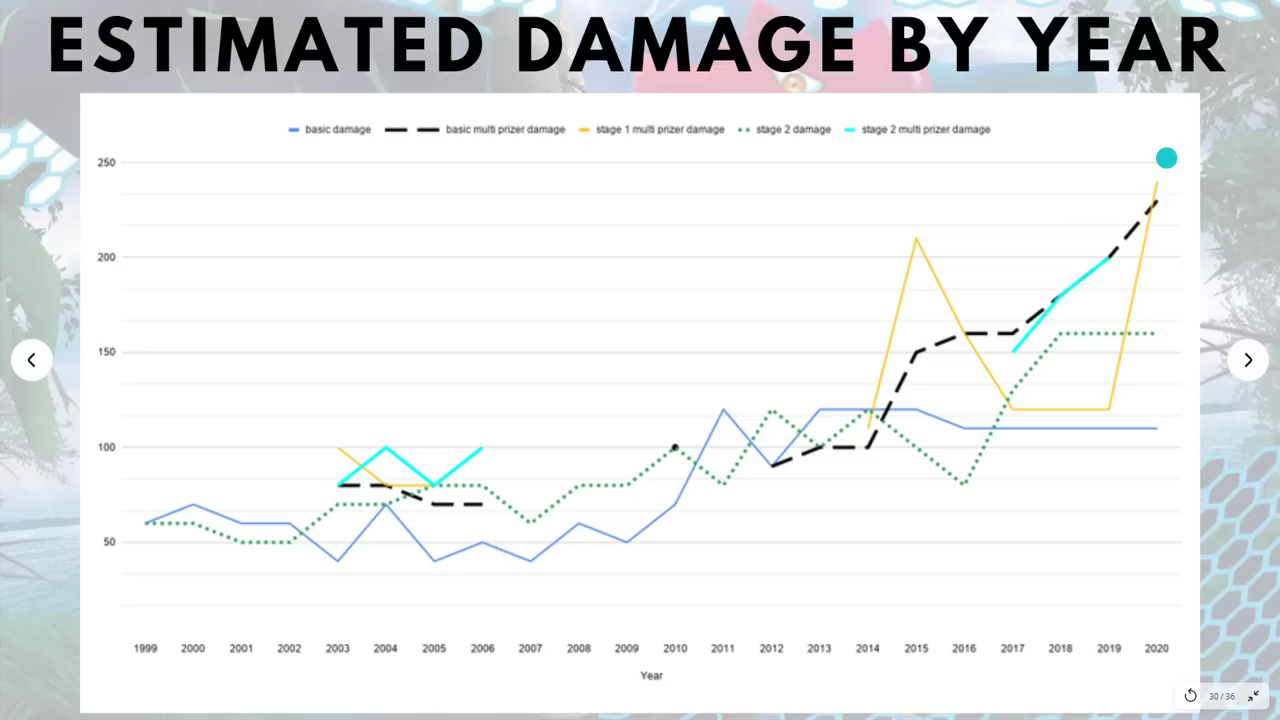 ESTIMATED DAMAGE BY YEAR
basic damage basic multi prizer damage stage 1 multi prizer damage stage 2 damage stage 2 multi prizer damage
250
200
150
100
50
1999 2000 2001 2002 2003 2004 2005 2006 2007 2008 2009 2010 2011 2012 2013 2014 2015 2016 2017 2018 2019 2020
Year
30 / 36